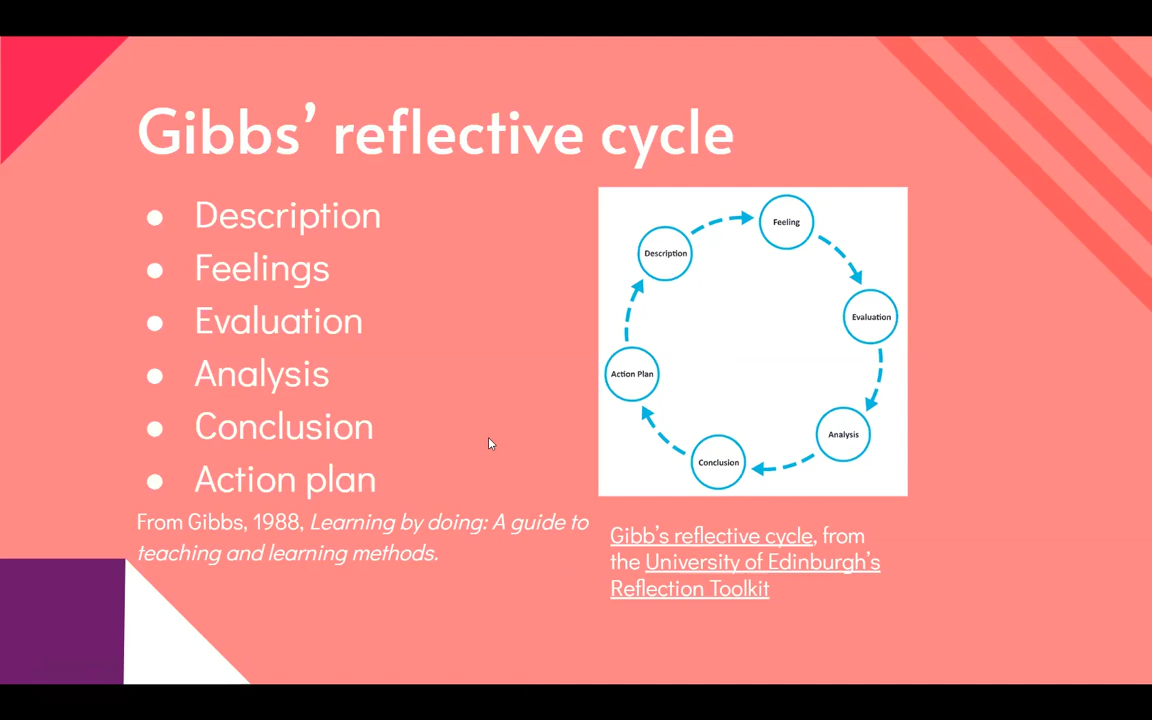 Gibbs’ reflective cycle
● Description
● Feelings
● Evaluation
● Analysis
● Conclusion
● Action plan
From Gibbs, 1988, Learning by doing: A guide to
teaching and learning methods.
Feeling
Description
Evaluation
Action Plan
Analysis
Conclusion
Gibb’s reflective cycle, from
the University of Edinburgh’s
Reflection Toolkit